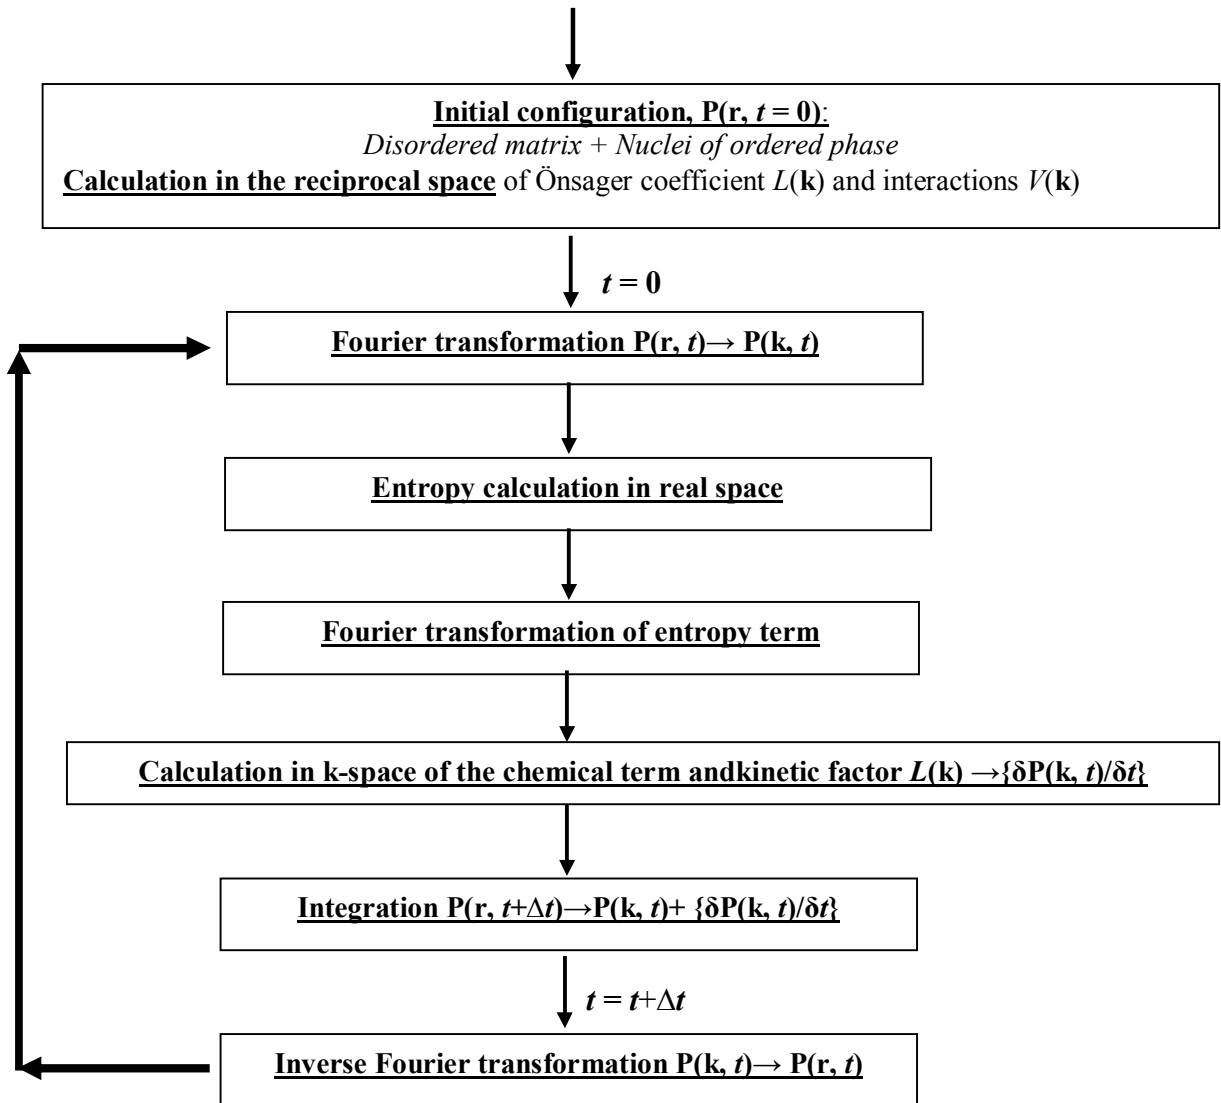 Initial configuration, P(r, t = 0):
Disordered matrix + Nuclei of ordered phase
Calculation in the reciprocal space of Önsager coefficient L(k) and interactions V(k)
t = 0
Fourier transformation P(r, t)→ P(k, t)
Entropy calculation in real space
Fourier transformation of entropy term
Calculation in k-space of the chemical term andkinetic factor L(k) →{δP(k, t)/δt}
Integration P(r, t+Δt)→P(k, t)+ {δP(k, t)/δt}
t = t+Δt
Inverse Fourier transformation P(k, t)→ P(r, t)